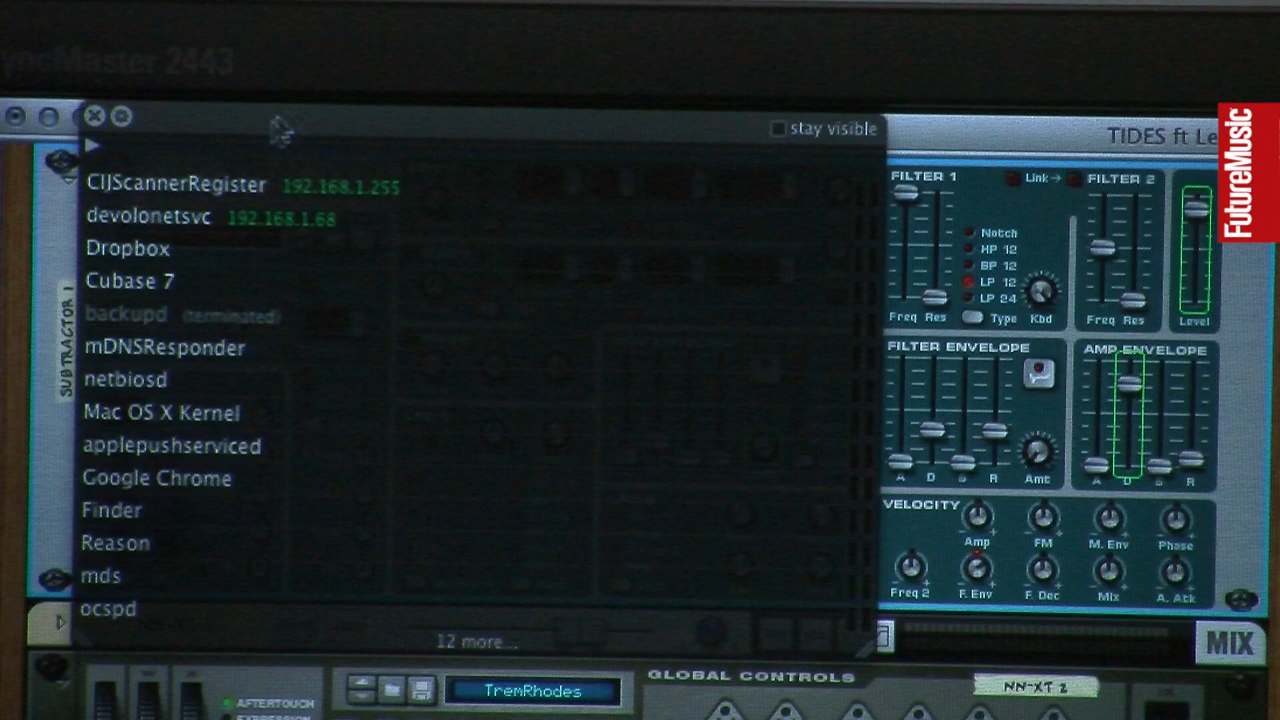 yncMaster 2443
stay visible
TIDES ft Le
FutureMusic
CIJScannerRegister 192.168.1.255
devolonetsvc 192.168.1.68
Dropbox
Cubase 7
backupd (terminated)
mDNSResponder
netbiosd
Mac OS X Kernel
applepushserviced
Google Chrome
Finder
Reason
mds
ocspd
12 more...
SUBTRACTOR 1
FILTER 1
Link
FILTER 2
Notch
HP 12
BP 12
LP 12
LP 24
Freq Res Type Kbd
Freq Res
Level
FILTER ENVELOPE
AMP ENVELOPE
A D S R Amt
A D S R
VELOCITY
Amp FM M. Env Phase
Freq 2 F. Env F. Dec Mix A. Atk
MIX
AFTERTOUCH
EXPRESSION
TremRhodes
GLOBAL CONTROLS
NN-XT 2